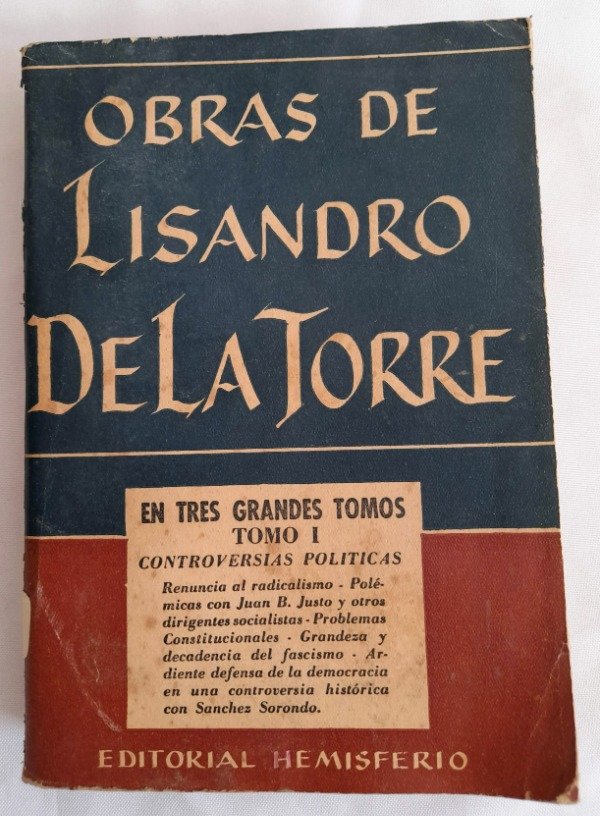 OBRAS DE
LISANDRO
DE LA TORRE
EN TRES GRANDES TOMOS
TOMO I
CONTROVERSIAS POLITICAS
Renuncia al radicalismo - Polé-
micas con Juan B. Justo y otros
dirigentes socialistas - Problemas
Constitucionales - Grandeza y
decadencia del fascismo - Ar-
diente defensa de la democracia
en una controversia histórica
con Sanchez Sorondo.
EDITORIAL HEMISFERIO